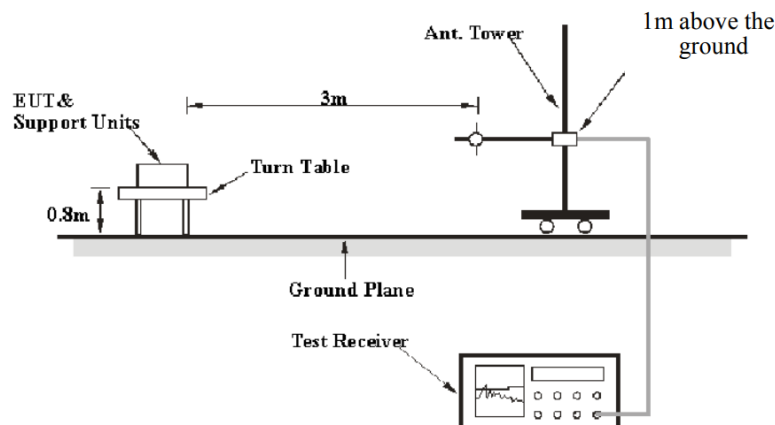 1m above the
ground
Ant. Tower
3m
EUT&
Support Units
Turn Table
0.8m
Ground Plane
Test Receiver